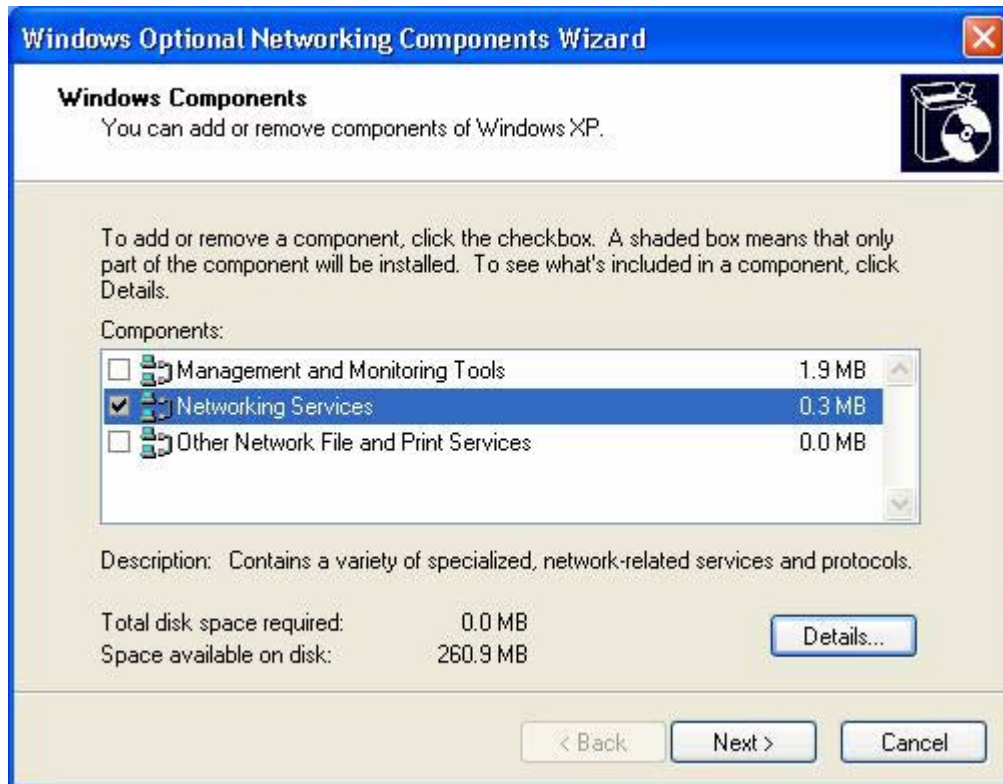 Windows Optional Networking Components Wizard
Windows Components
You can add or remove components of Windows XP.
To add or remove a component, click the checkbox.  A shaded box means that only
part of the component will be installed.  To see what's included in a component, click
Details.
Components:
Management and Monitoring Tools 1.9 MB
Networking Services 0.3 MB
Other Network File and Print Services 0.0 MB
Description: Contains a variety of specialized, network-related services and protocols.
Total disk space required: 0.0 MB
Space available on disk: 260.9 MB
Details...
< Back Next > Cancel